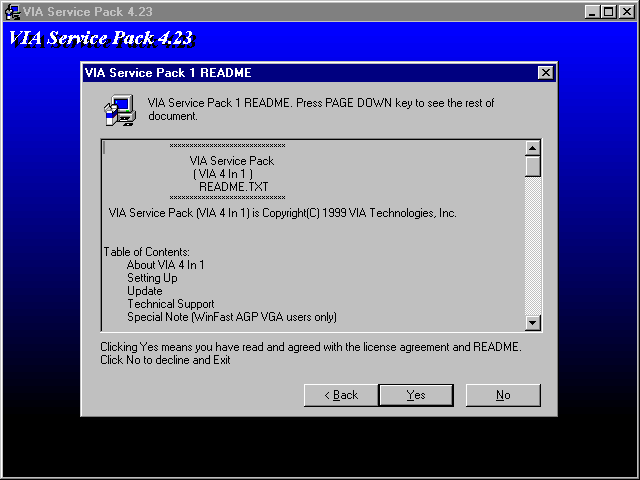 VIA Service Pack 4.23
VIA Service Pack 4.23
VIA Service Pack 1 README
VIA Service Pack 1 README. Press PAGE DOWN key to see the rest of
document.
****************************
VIA Service Pack
( VIA 4 In 1 )
README.TXT
****************************
VIA Service Pack (VIA 4 In 1) is Copyright(C) 1999 VIA Technologies, Inc.
Table of Contents:
About VIA 4 In 1
Setting Up
Update
Technical Support
Special Note (WinFast AGP VGA users only)
Clicking Yes means you have read and agreed with the license agreement and README.
Click No to decline and Exit
< Back
Yes
No